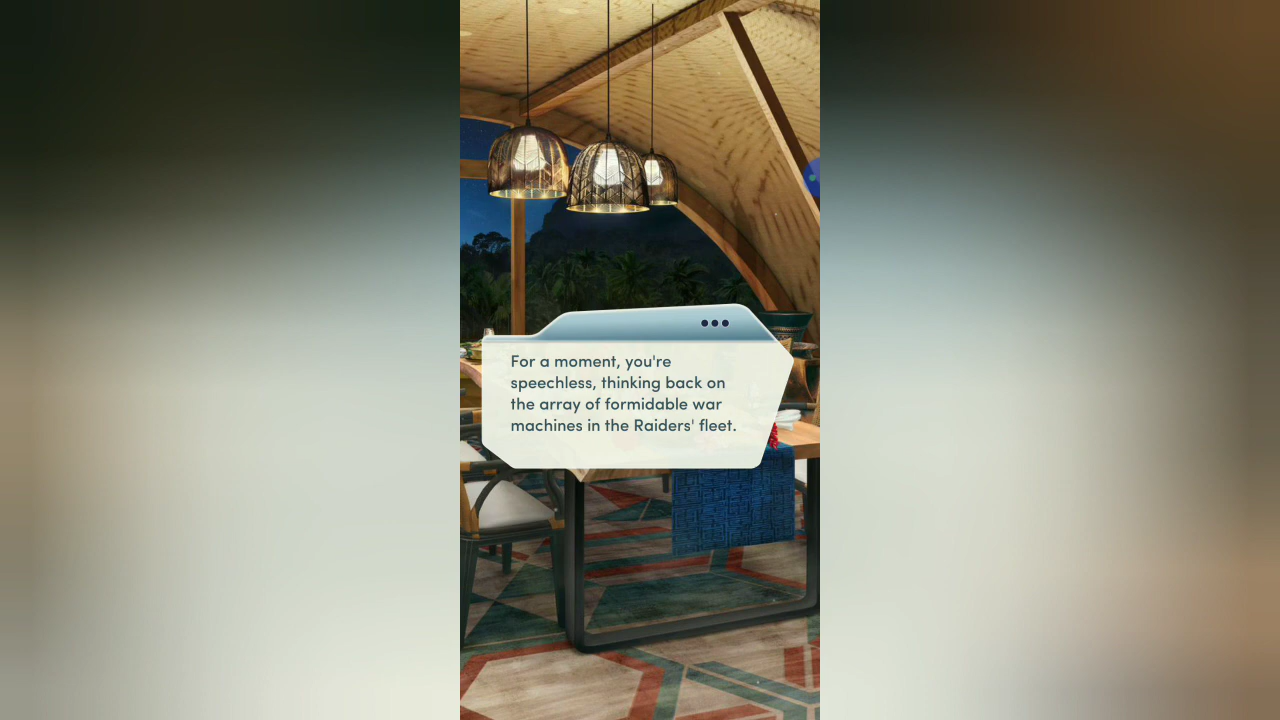 For a moment, you're
speechless, thinking back on
the array of formidable war
machines in the Raiders' fleet.